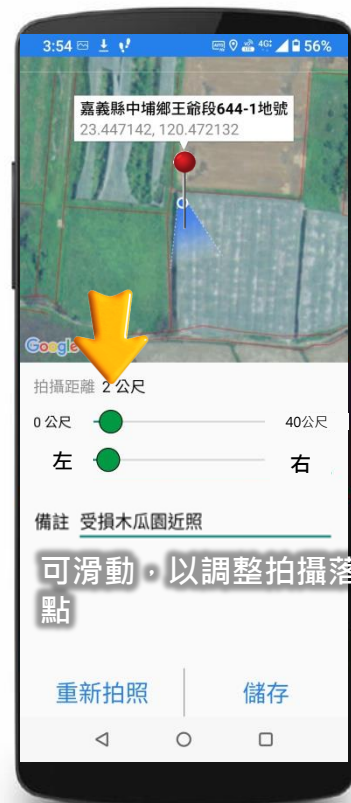 3:54
4G 56%
嘉義縣中埔鄉王爺段644-1地號
23.447142, 120.472132
Google
拍攝距離 2 公尺
0 公尺 40公尺
左 右
備註 受損木瓜園近照
可滑動，以調整拍攝落
點
重新拍照 儲存